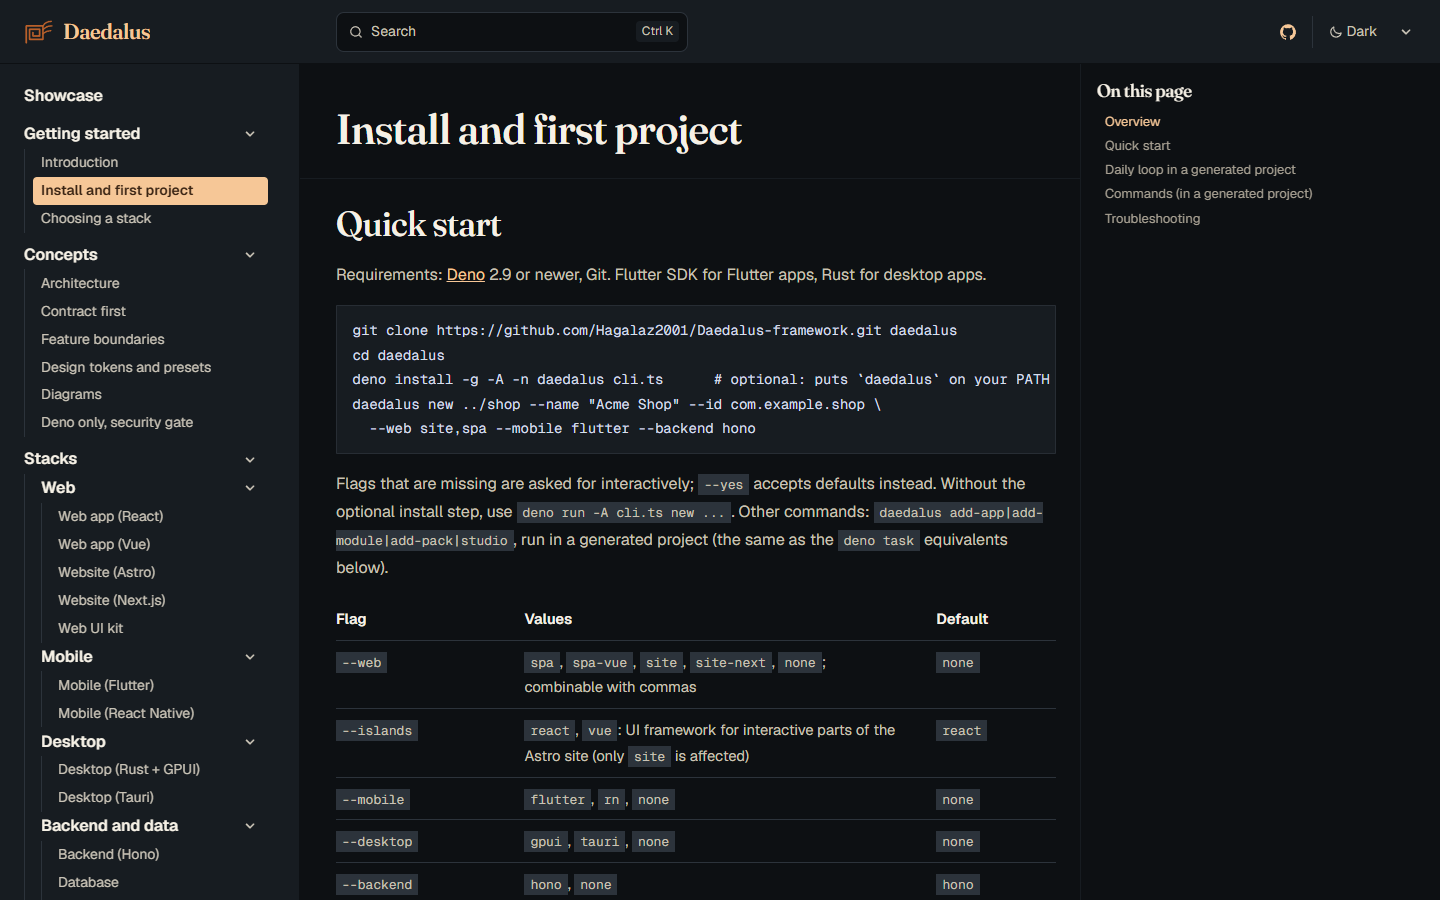 Daedalus
Search
Ctrl K
Dark
Showcase
Getting started
Introduction
Install and first project
Choosing a stack
Concepts
Architecture
Contract first
Feature boundaries
Design tokens and presets
Diagrams
Deno only, security gate
Stacks
Web
Web app (React)
Web app (Vue)
Website (Astro)
Website (Next.js)
Web UI kit
Mobile
Mobile (Flutter)
Mobile (React Native)
Desktop
Desktop (Rust + GPUI)
Desktop (Tauri)
Backend and data
Backend (Hono)
Database
Install and first project
Quick start
Requirements: Deno 2.9 or newer, Git. Flutter SDK for Flutter apps, Rust for desktop apps.
git clone https://github.com/Hagalaz2001/Daedalus-framework.git daedalus
cd daedalus
deno install -g -A -n daedalus cli.ts      # optional: puts `daedalus` on your PATH
daedalus new ../shop --name "Acme Shop" --id com.example.shop \
  --web site,spa --mobile flutter --backend hono
Flags that are missing are asked for interactively; --yes accepts defaults instead. Without the
optional install step, use deno run -A cli.ts new ... . Other commands: daedalus add-app|add-
module|add-pack|studio , run in a generated project (the same as the deno task equivalents
below).
Flag Values Default
--web spa , spa-vue , site , site-next , none ; none
combinable with commas
--islands react , vue : UI framework for interactive parts of the react
Astro site (only site is affected)
--mobile flutter , rn , none none
--desktop gpui , tauri , none none
--backend hono , none hono
On this page
Overview
Quick start
Daily loop in a generated project
Commands (in a generated project)
Troubleshooting